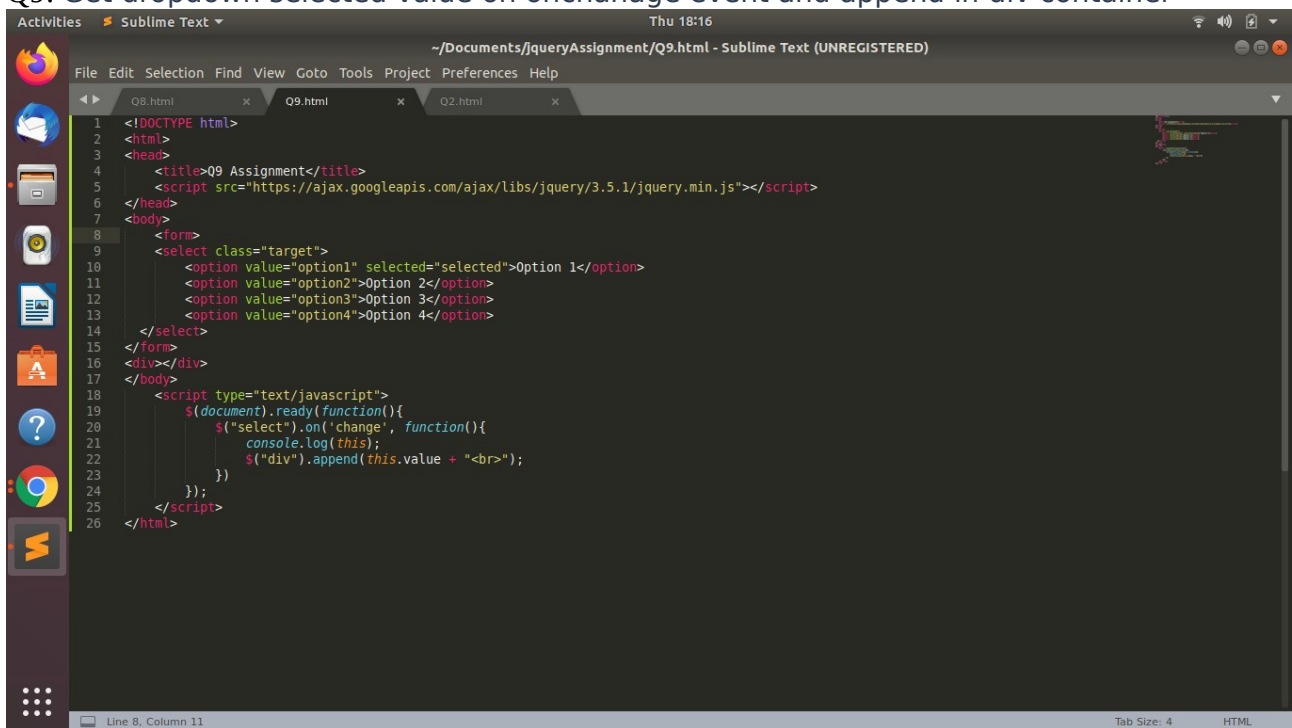 Q9. Get dropdown selected value on onchanage event and append in div container
Activities Sublime Text Thu 18:16
~/Documents/jqueryAssignment/Q9.html - Sublime Text (UNREGISTERED)
File Edit Selection Find View Goto Tools Project Preferences Help
Q8.html × Q9.html × Q2.html ×
1 <!DOCTYPE html>
2 <html>
3 <head>
4 <title>Q9 Assignment</title>
5 <script src="https://ajax.googleapis.com/ajax/libs/jquery/3.5.1/jquery.min.js"></script>
6 </head>
7 <body>
8 <form>
9 <select class="target">
10 <option value="option1" selected="selected">Option 1</option>
11 <option value="option2">Option 2</option>
12 <option value="option3">Option 3</option>
13 <option value="option4">Option 4</option>
14 </select>
15 </form>
16 <div></div>
17 </body>
18 <script type="text/javascript">
19 $(document).ready(function(){
20 $("select").on('change', function(){
21 console.log(this);
22 $("div").append(this.value + "<br>");
23 })
24 });
25 </script>
26 </html>
Line 8, Column 11 Tab Size: 4 HTML